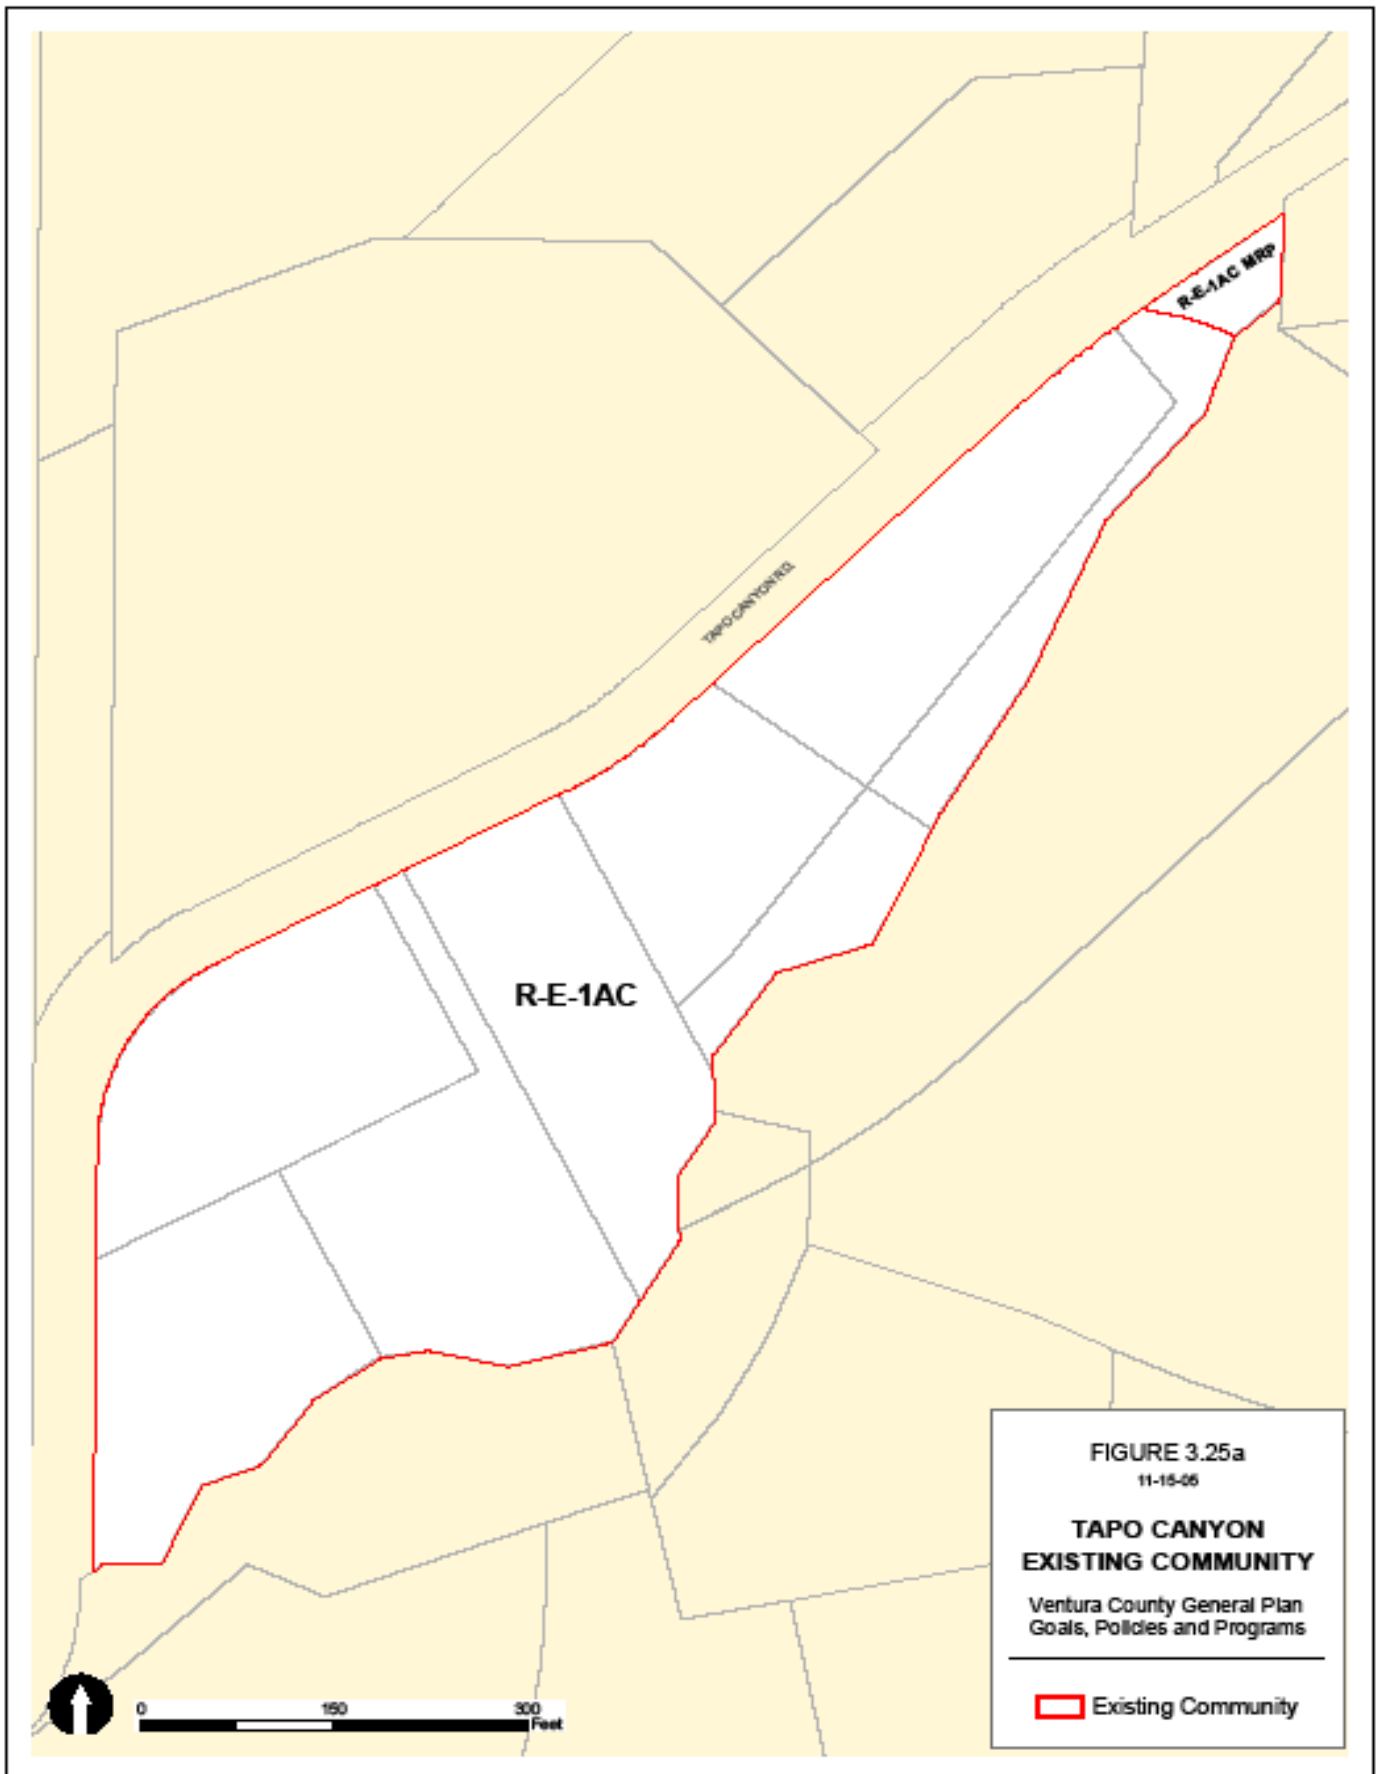 R-E-1AC MRP
TAPO CANYON RD.
R-E-1AC
FIGURE 3.25a
TAPO CANYON
EXISTING COMMUNITY
Ventura County General Plan
Goals, Policies and Programs
Existing Community
0 150 300
Feet